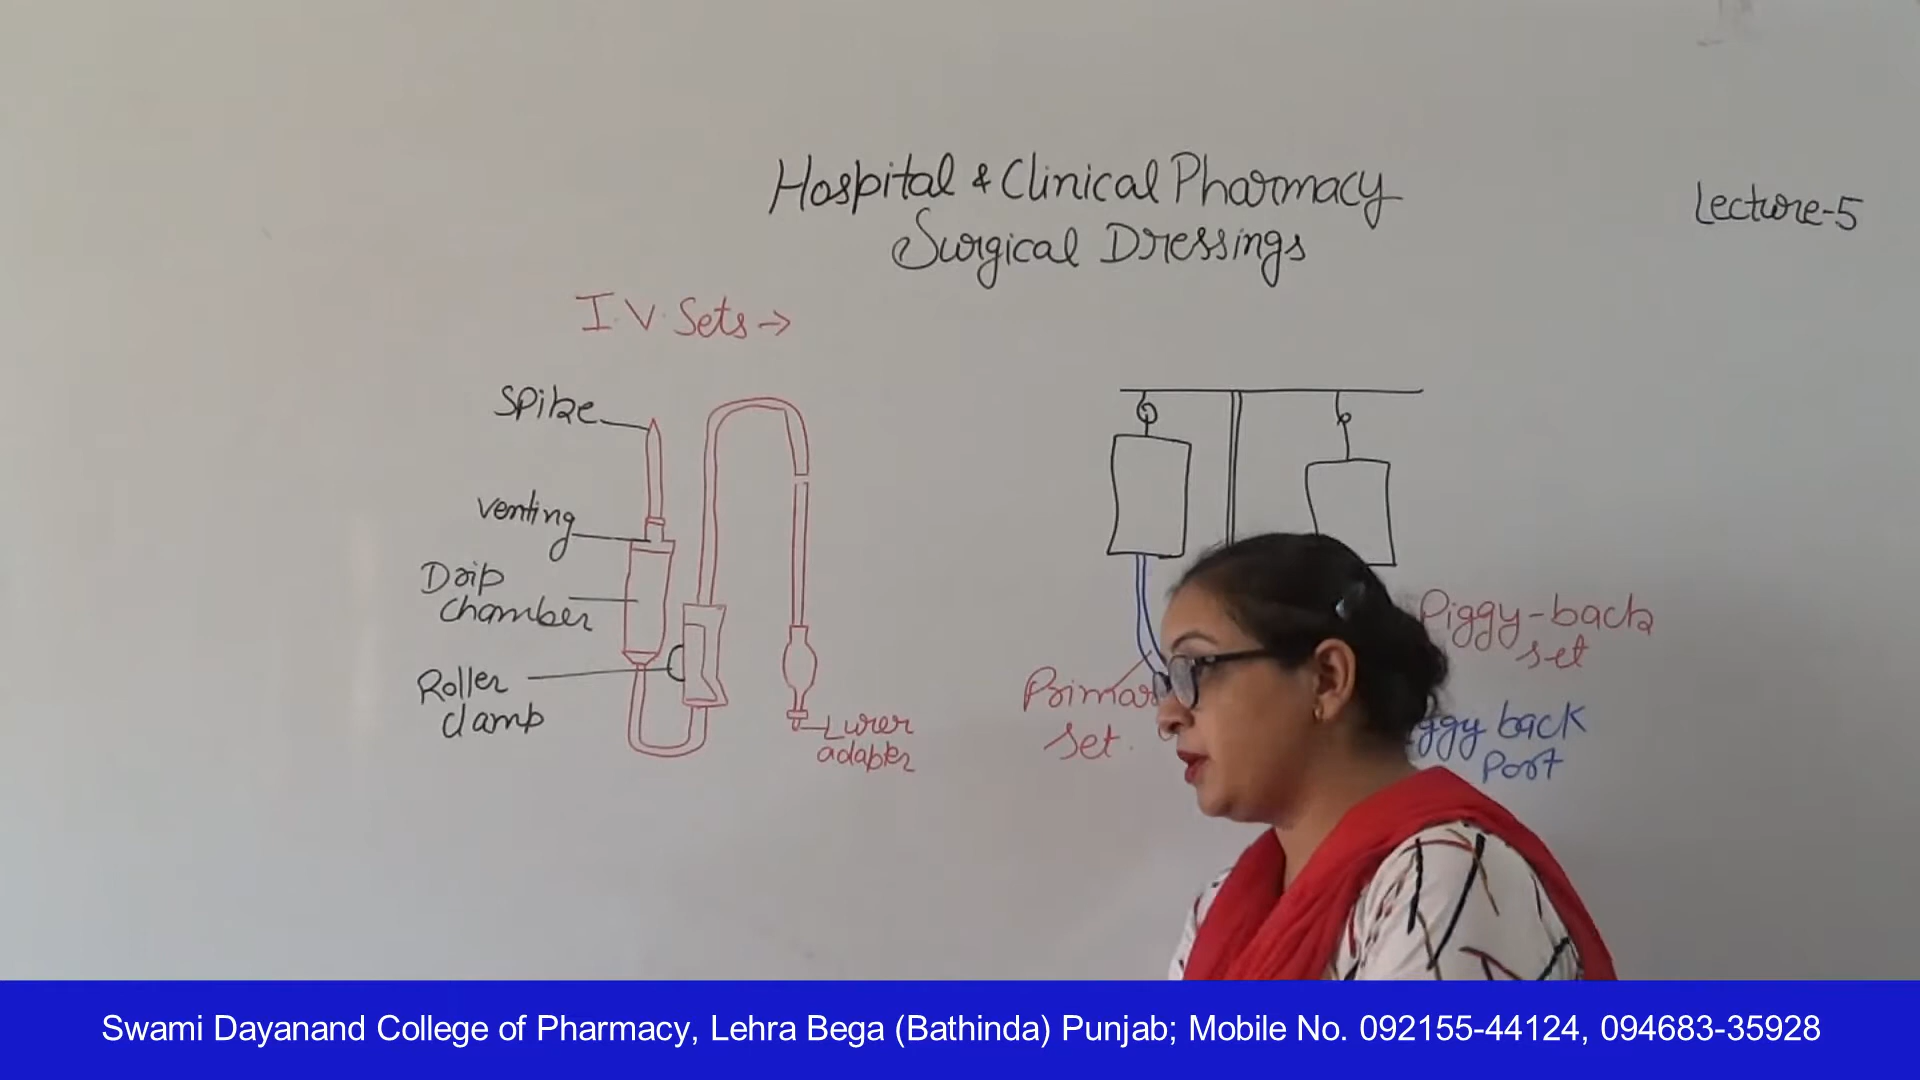 Hospital & Clinical Pharmacy
Lecture-5
Surgical Dressings
I.V. Sets →
Spike
Venting
Drip
chamber
Roller
clamp
Lurer
adapter
Piggy-back
set
Primar
set.
ggy back
Port
Swami Dayanand College of Pharmacy, Lehra Bega (Bathinda) Punjab; Mobile No. 092155-44124, 094683-35928